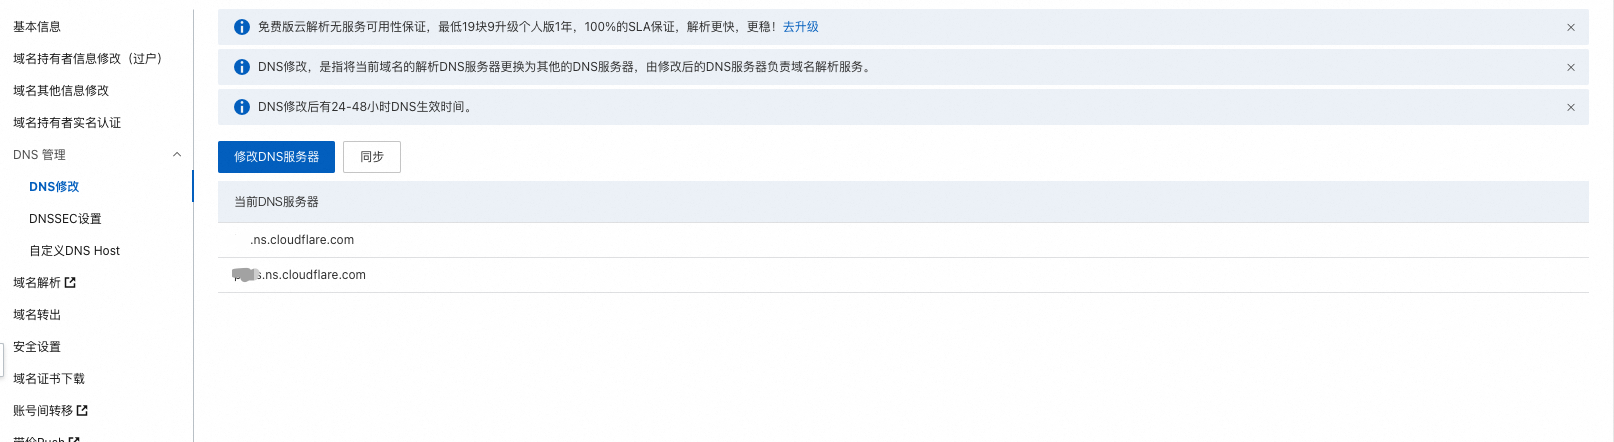 基本信息
域名持有者信息修改（过户）
域名其他信息修改
域名持有者实名认证
DNS 管理
DNS修改
DNSSEC设置
自定义DNS Host
域名解析
域名转出
安全设置
域名证书下载
账号间转移
带价Push
免费版云解析无服务可用性保证，最低19块9升级个人版1年，100%的SLA保证，解析更快，更稳！去升级
DNS修改，是指将当前域名的解析DNS服务器更换为其他的DNS服务器，由修改后的DNS服务器负责域名解析服务。
DNS修改后有24-48小时DNS生效时间。
修改DNS服务器 同步
当前DNS服务器
.ns.cloudflare.com
s.ns.cloudflare.com